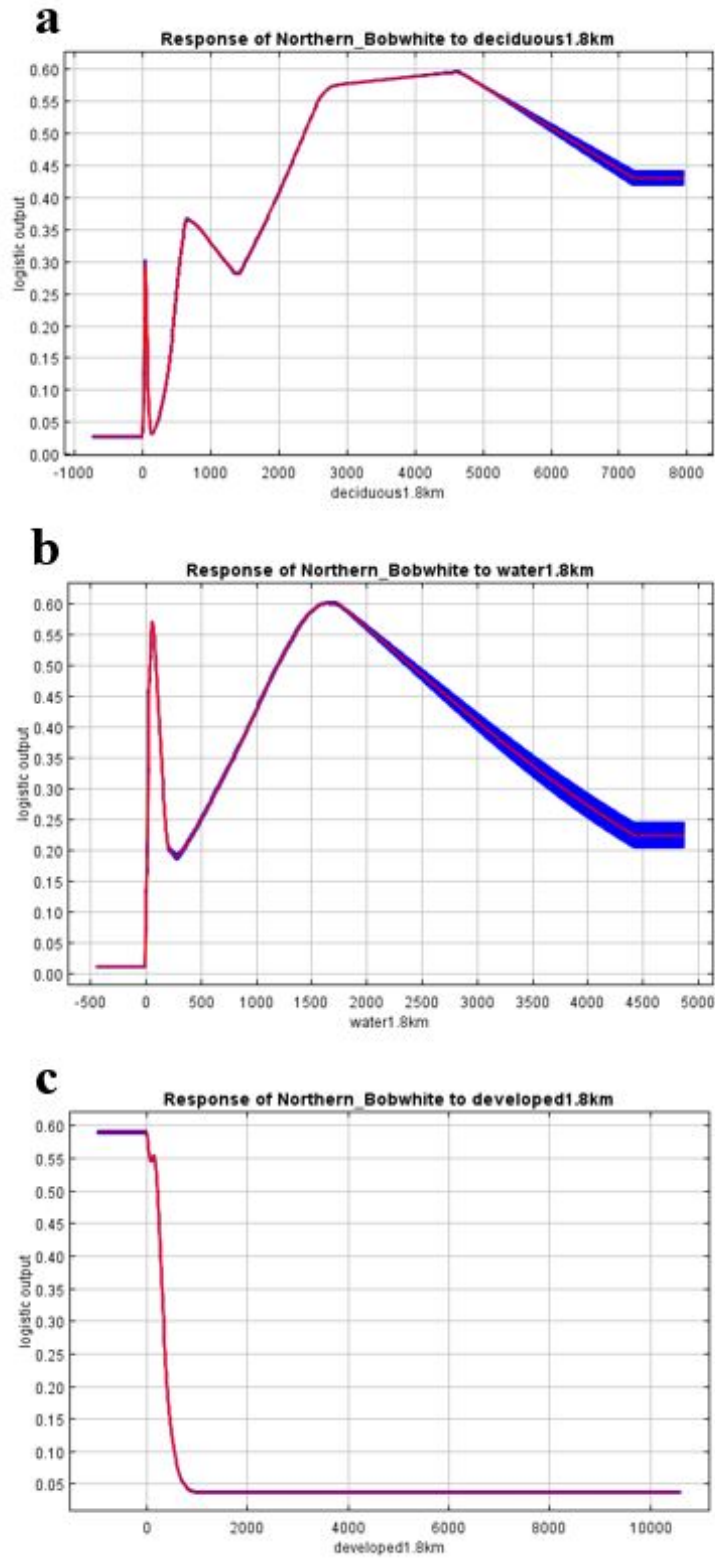 a
Response of Northern_Bobwhite to deciduous1.8km
logistic output
0.60
0.55
0.50
0.45
0.40
0.35
0.30
0.25
0.20
0.15
0.10
0.05
0.00
-1000 0 1000 2000 3000 4000 5000 6000 7000 8000
deciduous1.8km
b
Response of Northern_Bobwhite to water1.8km
logistic output
0.60
0.55
0.50
0.45
0.40
0.35
0.30
0.25
0.20
0.15
0.10
0.05
0.00
-500 0 500 1000 1500 2000 2500 3000 3500 4000 4500 5000
water1.8km
c
Response of Northern_Bobwhite to developed1.8km
logistic output
0.60
0.55
0.50
0.45
0.40
0.35
0.30
0.25
0.20
0.15
0.10
0.05
0 2000 4000 6000 8000 10000
developed1.8km